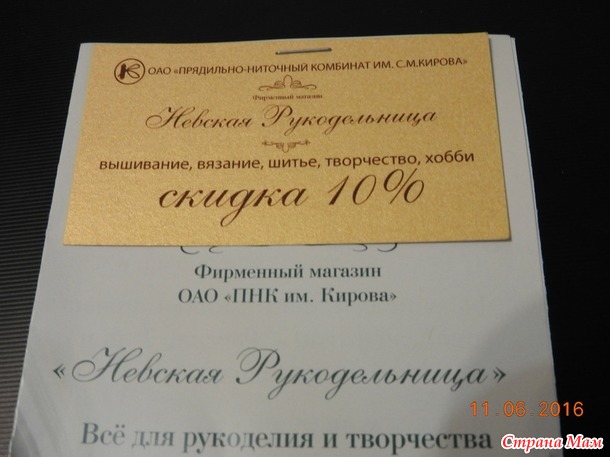 ОАО «ПРЯДИЛЬНО-НИТОЧНЫЙ КОМБИНАТ ИМ. С.М.КИРОВА»
Фирменный магазин
Невская Рукодельница
вышивание, вязание, шитье, творчество, хобби
скидка 10%
Фирменный магазин
ОАО «ПНК им. Кирова»
«Невская Рукодельница»
Всё для рукоделия и творчества
11.06.2016
Страна Мам